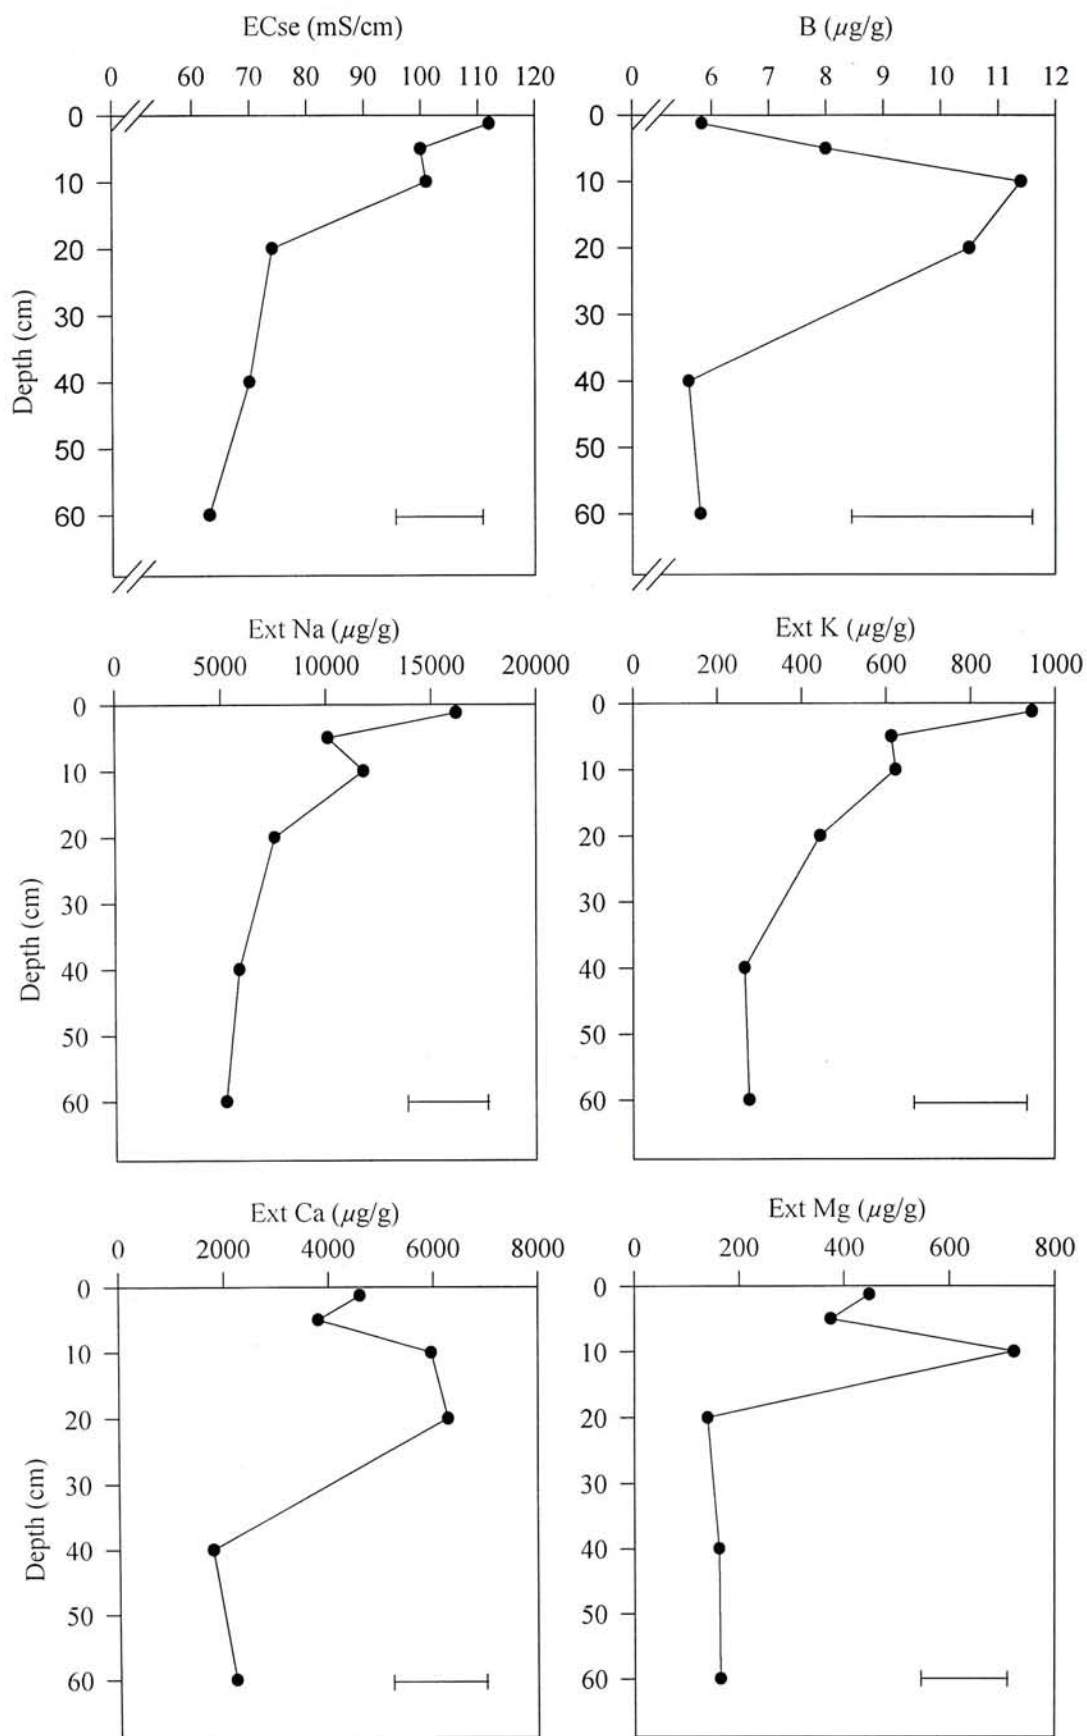 ECse (mS/cm)
0 60 70 80 90 100 110 120
0
10
20
30
40
50
60
Depth (cm)
B (µg/g)
0 6 7 8 9 10 11 12
0
10
20
30
40
50
60
Ext Na (µg/g)
0 5000 10000 15000 20000
0
10
20
30
40
50
60
Depth (cm)
Ext K (µg/g)
0 200 400 600 800 1000
0
10
20
30
40
50
60
Ext Ca (µg/g)
0 2000 4000 6000 8000
0
10
20
30
40
50
60
Depth (cm)
Ext Mg (µg/g)
0 200 400 600 800
0
10
20
30
40
50
60